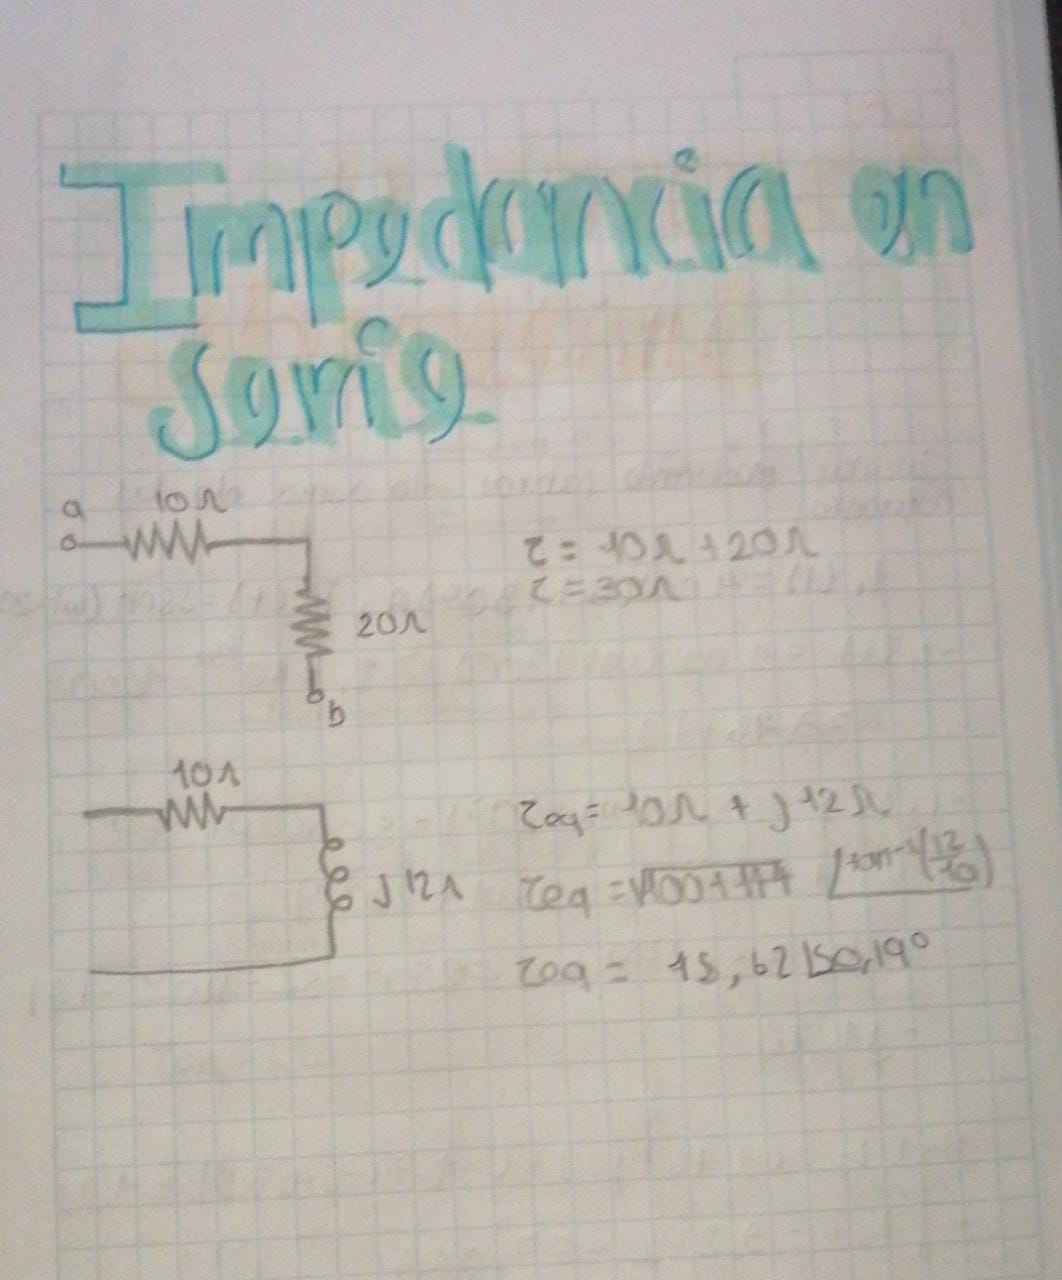 Impedancia en
serie
a
10Ω
20Ω
b
Z = 10Ω + 20Ω
Z = 30Ω
10Ω
j12Ω
Zeq = 10Ω + j12Ω
Zeq = √100+144 ∠tan-1(12/10)
Zeq = 15,62 ∠50,19°